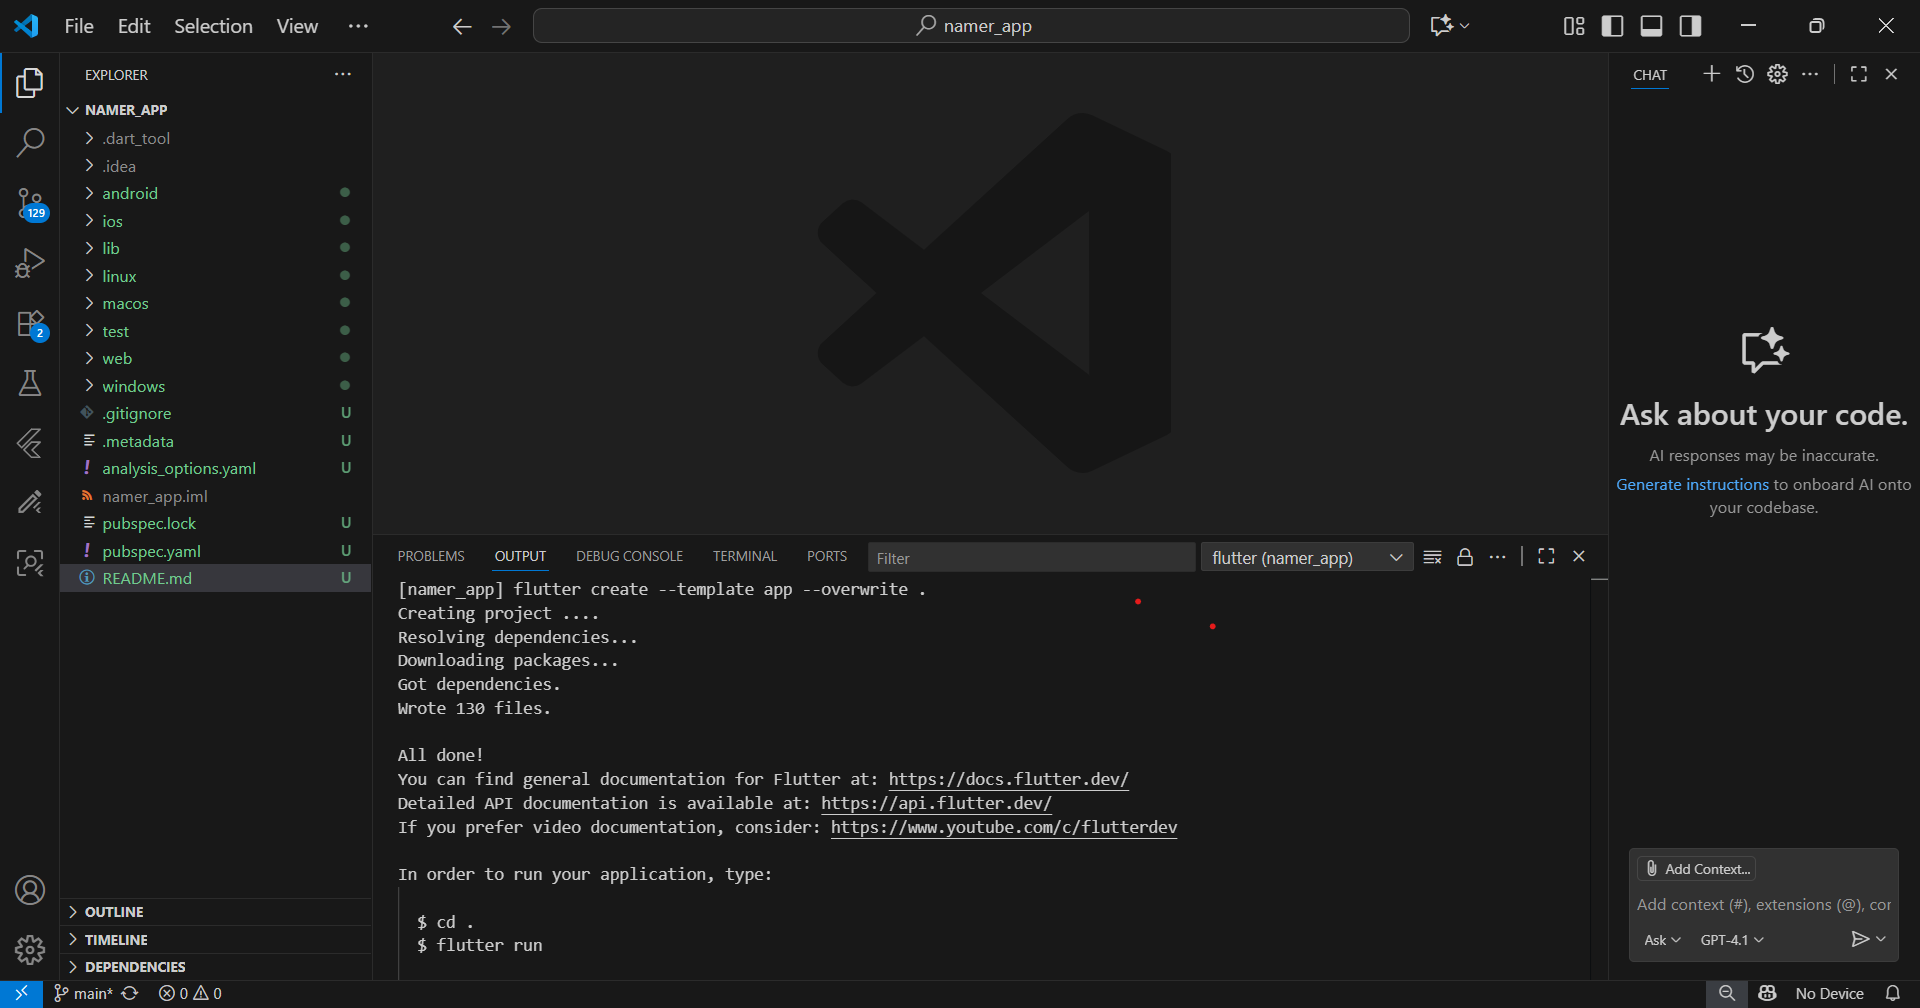 File Edit Selection View ···
namer_app
EXPLORER ···
NAMER_APP
.dart_tool
.idea
android
ios
lib
linux
macos
test
web
windows
.gitignore U
.metadata U
analysis_options.yaml U
namer_app.iml
pubspec.lock U
pubspec.yaml U
README.md U
129
2
OUTLINE
TIMELINE
DEPENDENCIES
PROBLEMS OUTPUT DEBUG CONSOLE TERMINAL PORTS Filter flutter (namer_app)
[namer_app] flutter create --template app --overwrite .
Creating project ....
Resolving dependencies...
Downloading packages...
Got dependencies.
Wrote 130 files.
All done!
You can find general documentation for Flutter at: https://docs.flutter.dev/
Detailed API documentation is available at: https://api.flutter.dev/
If you prefer video documentation, consider: https://www.youtube.com/c/flutterdev
In order to run your application, type:
$ cd .
$ flutter run
CHAT
Ask about your code.
AI responses may be inaccurate.
Generate instructions to onboard AI onto
your codebase.
Add Context...
Add context (#), extensions (@), cor
Ask GPT-4.1
main* 0 0 No Device